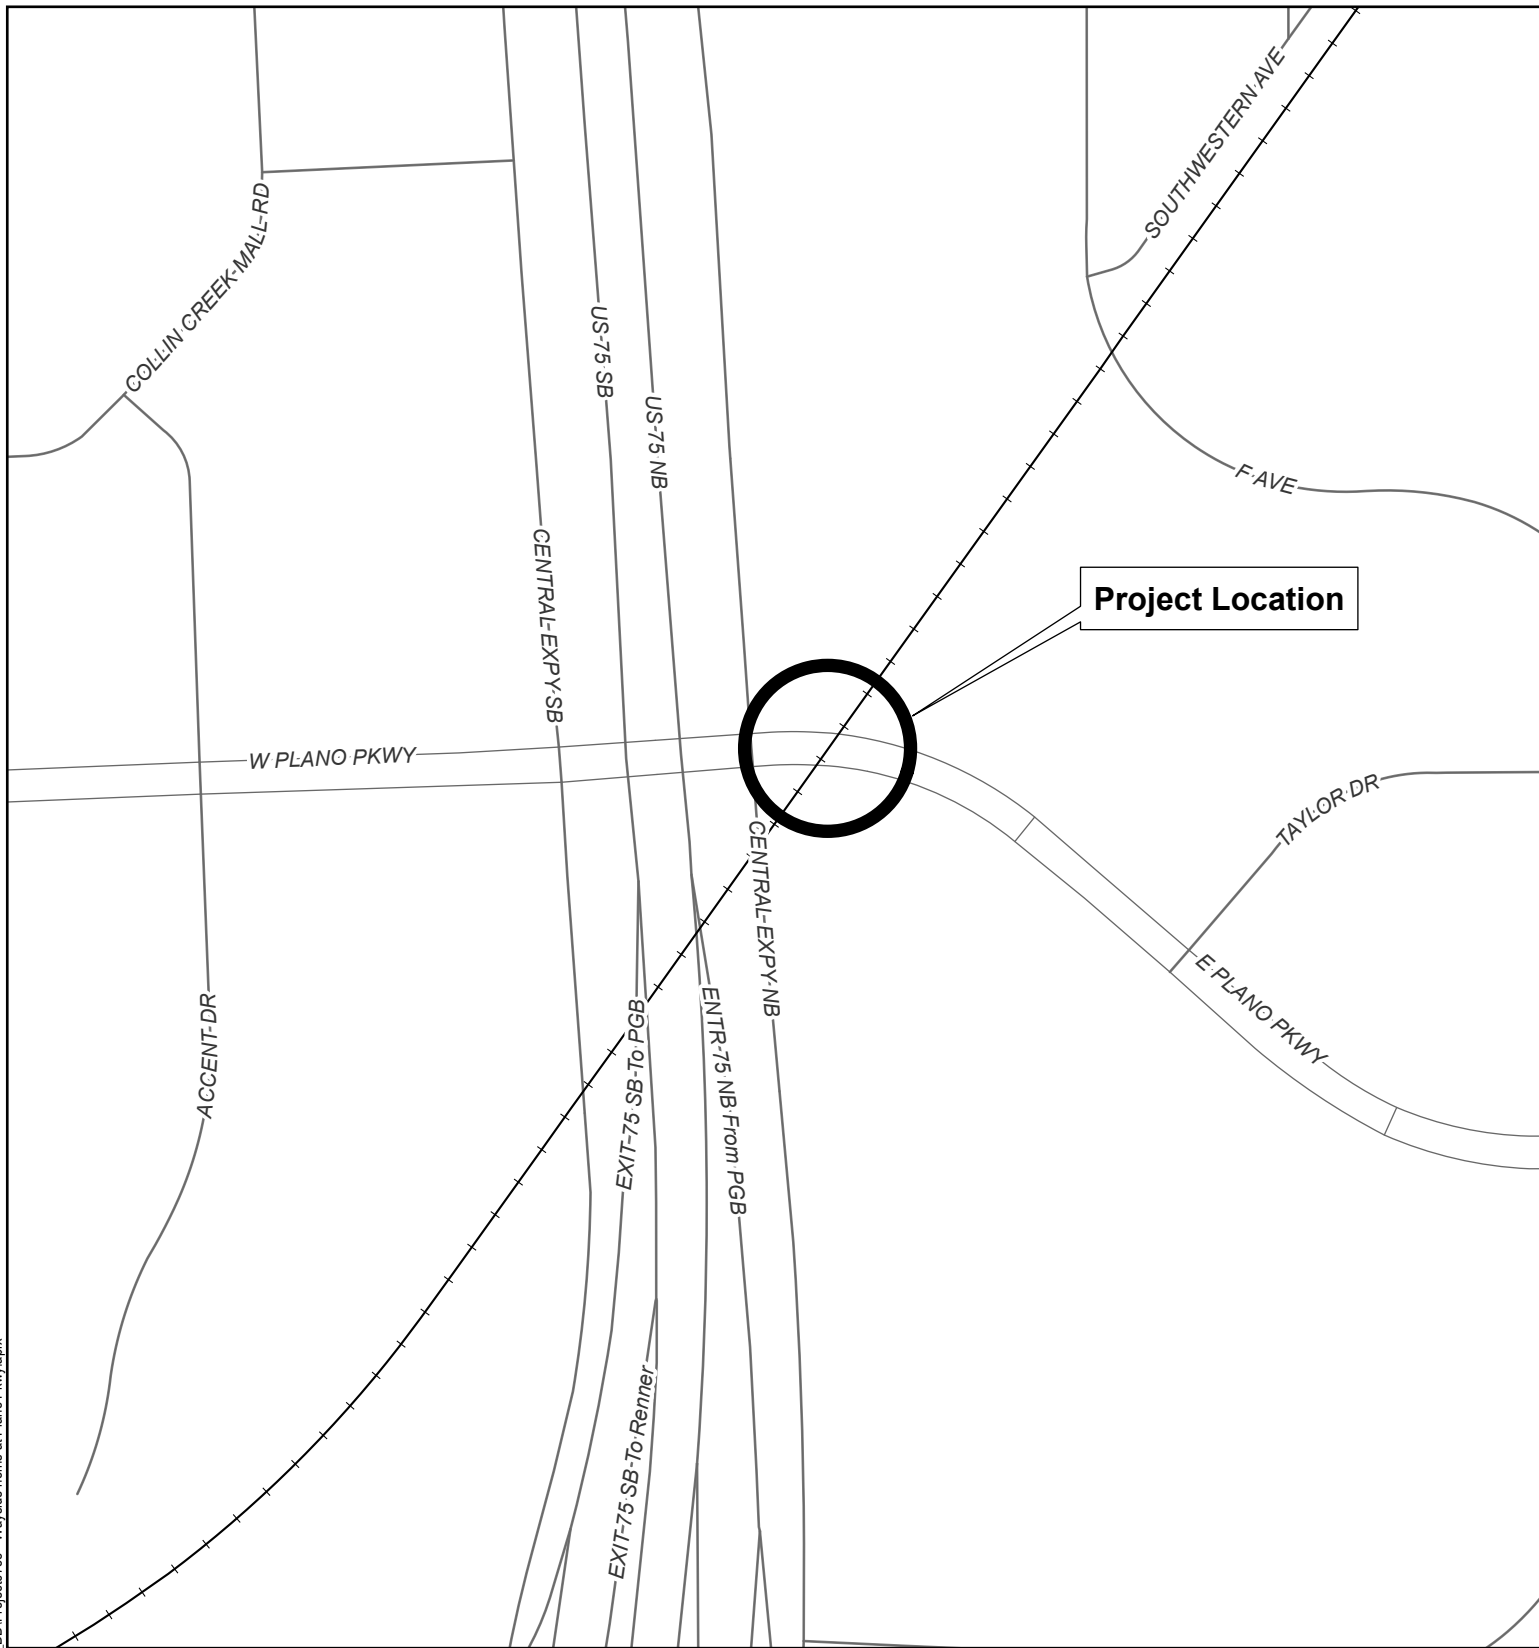 SOUTHWESTERN AVE
COLLIN CREEK MALL RD
US-75 SB
US-75 NB
F AVE
CENTRAL EXPY SB
Project Location
W PLANO PKWY
TAYLOR DR
CENTRAL EXPY NB
E PLANO PKWY
ACCENT DR
EXIT-75 SB-To PGB
ENTR-75 NB From PGB
EXIT-75 SB-To Renner